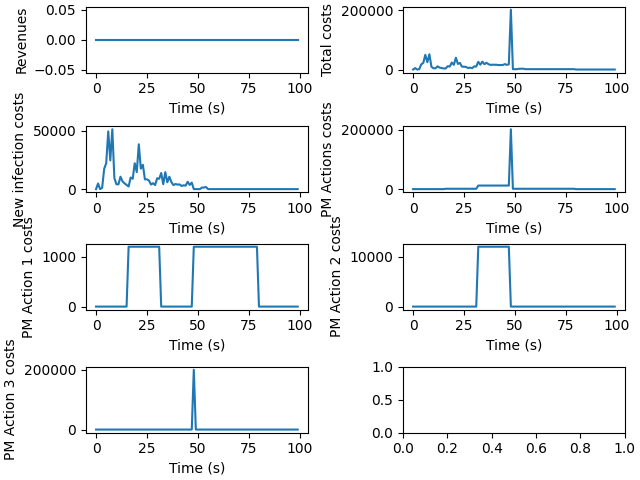 Revenues
0.05
0.00
−0.05
0 25 50 75 100
Time (s)
Total costs
200000
0
0 25 50 75 100
Time (s)
New infection costs
50000
0
0 25 50 75 100
Time (s)
PM Actions costs
200000
0
0 25 50 75 100
Time (s)
PM Action 1 costs
1000
0
0 25 50 75 100
Time (s)
PM Action 2 costs
10000
0
0 25 50 75 100
Time (s)
PM Action 3 costs
200000
0
0 25 50 75 100
Time (s)
1.0
0.5
0.0
0.0 0.2 0.4 0.6 0.8 1.0